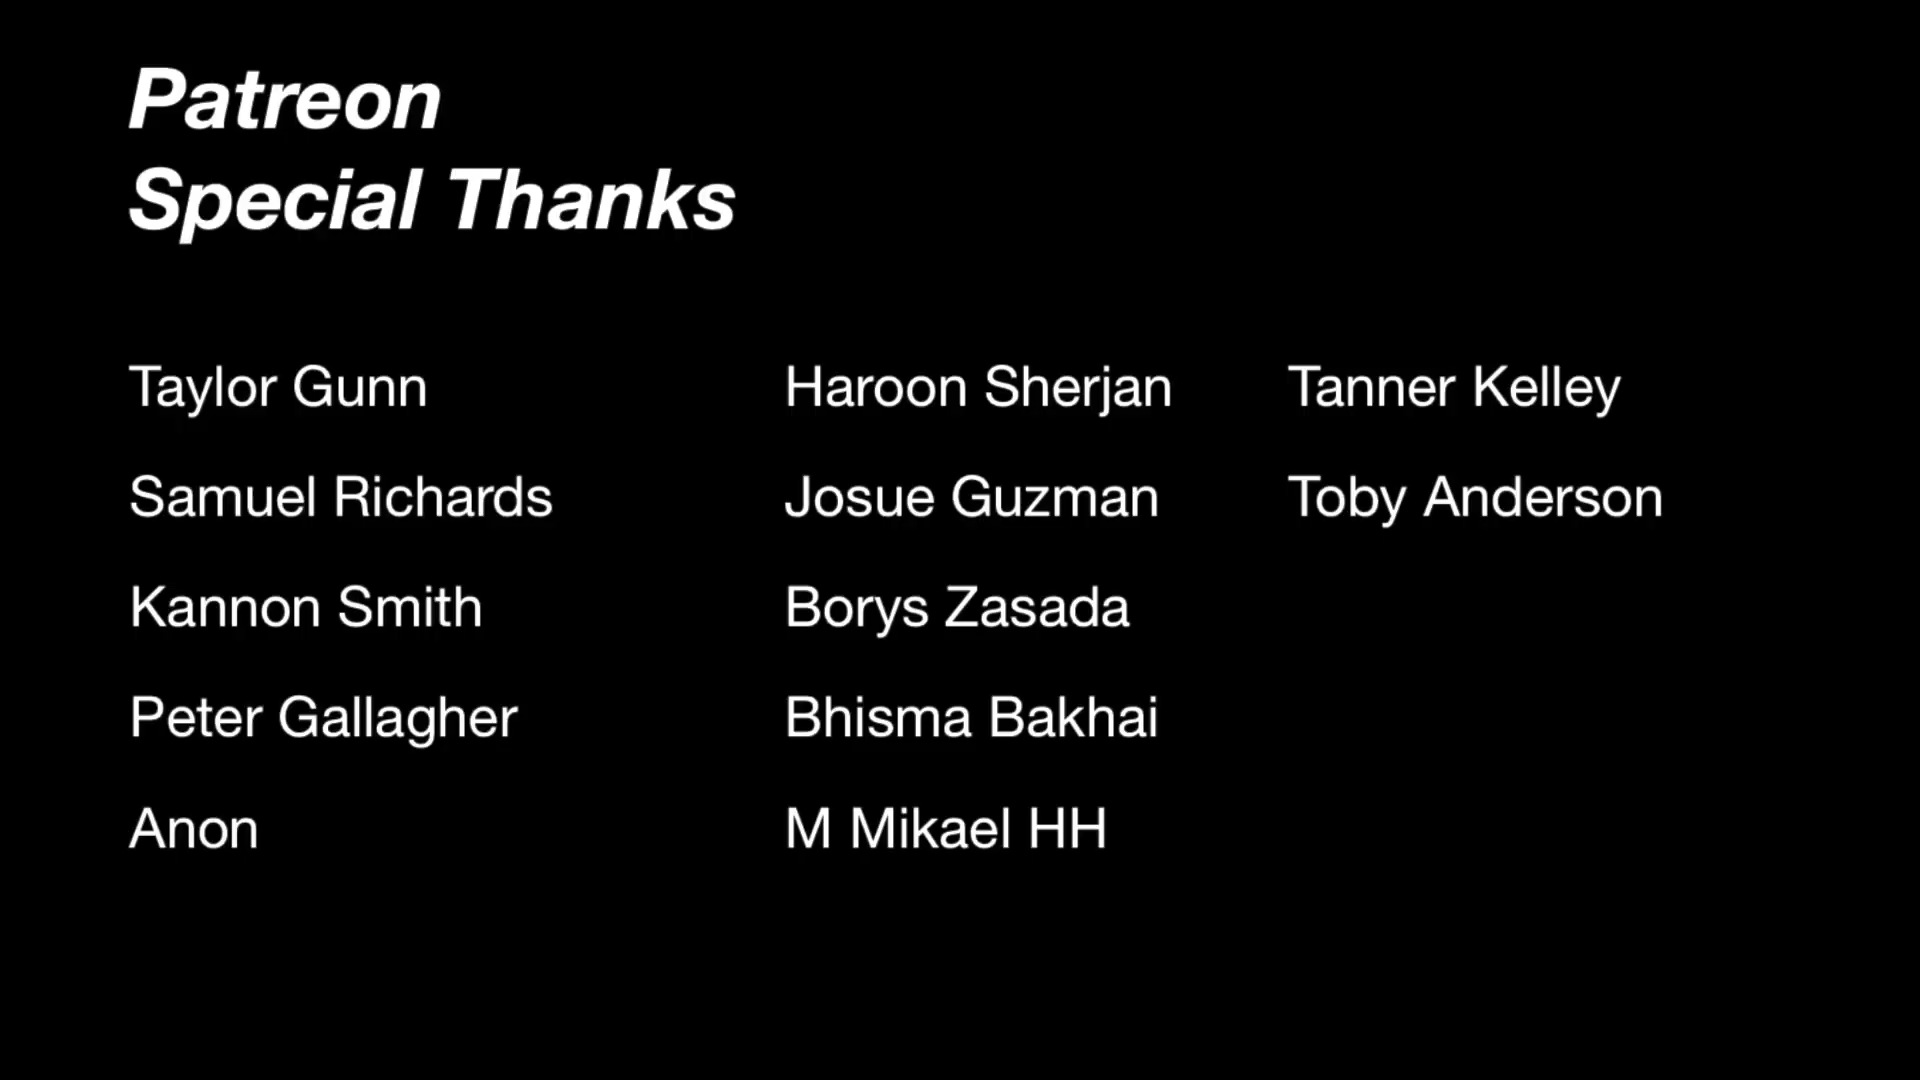 Patreon
Special Thanks
Taylor Gunn
Samuel Richards
Kannon Smith
Peter Gallagher
Anon
Haroon Sherjan
Josue Guzman
Borys Zasada
Bhisma Bakhai
M Mikael HH
Tanner Kelley
Toby Anderson